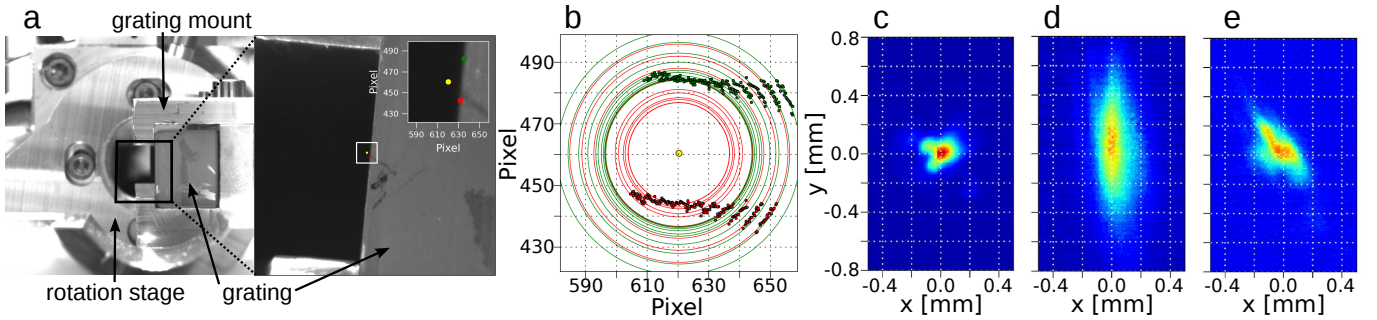 a
grating mount
rotation stage
grating
Pixel
490
470
450
430
590
610
630
650
Pixel
b
Pixel
490
470
450
430
590
610
630
650
Pixel
c
d
e
y [mm]
0.8
0.4
0.0
-0.4
-0.8
-0.4 0.0 0.4
x [mm]
-0.4 0.0 0.4
x [mm]
-0.4 0.0 0.4
x [mm]